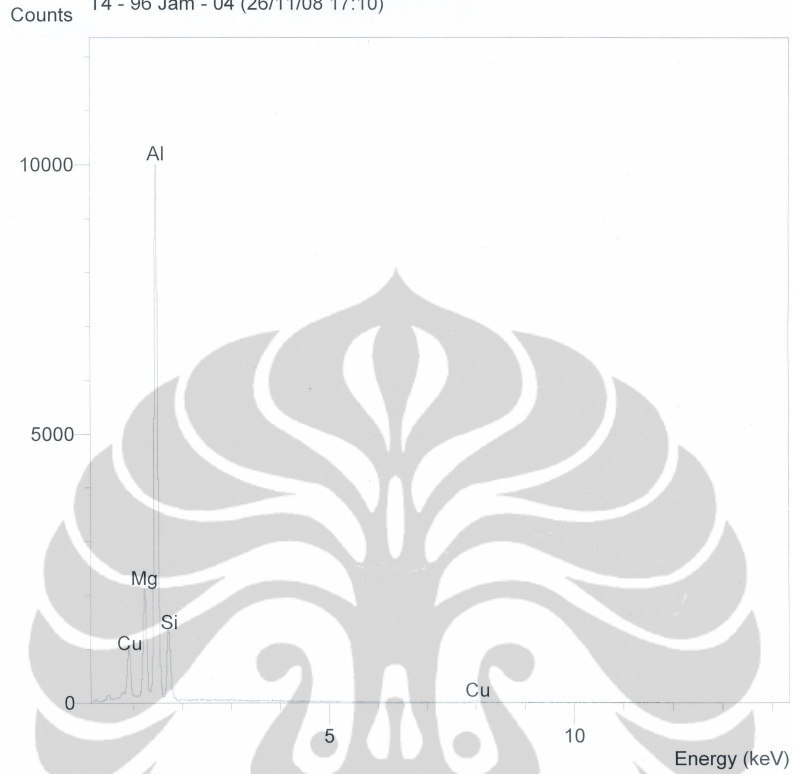 T4 - 96 Jam - 04 (26/11/08 17:10)
Counts
10000
Al
5000
Mg
Si
Cu
0
Cu
5
10
Energy (keV)